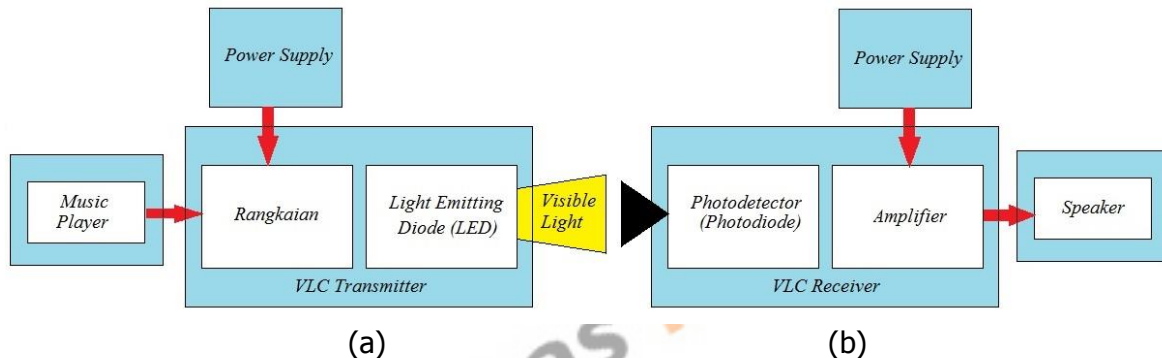 Power Supply
Music
Player
Rangkaian
Light Emitting
Diode (LED)
VLC Transmitter
Visible
Light
Power Supply
Photodetector
(Photodiode)
Amplifier
VLC Receiver
Speaker
(a)
(b)